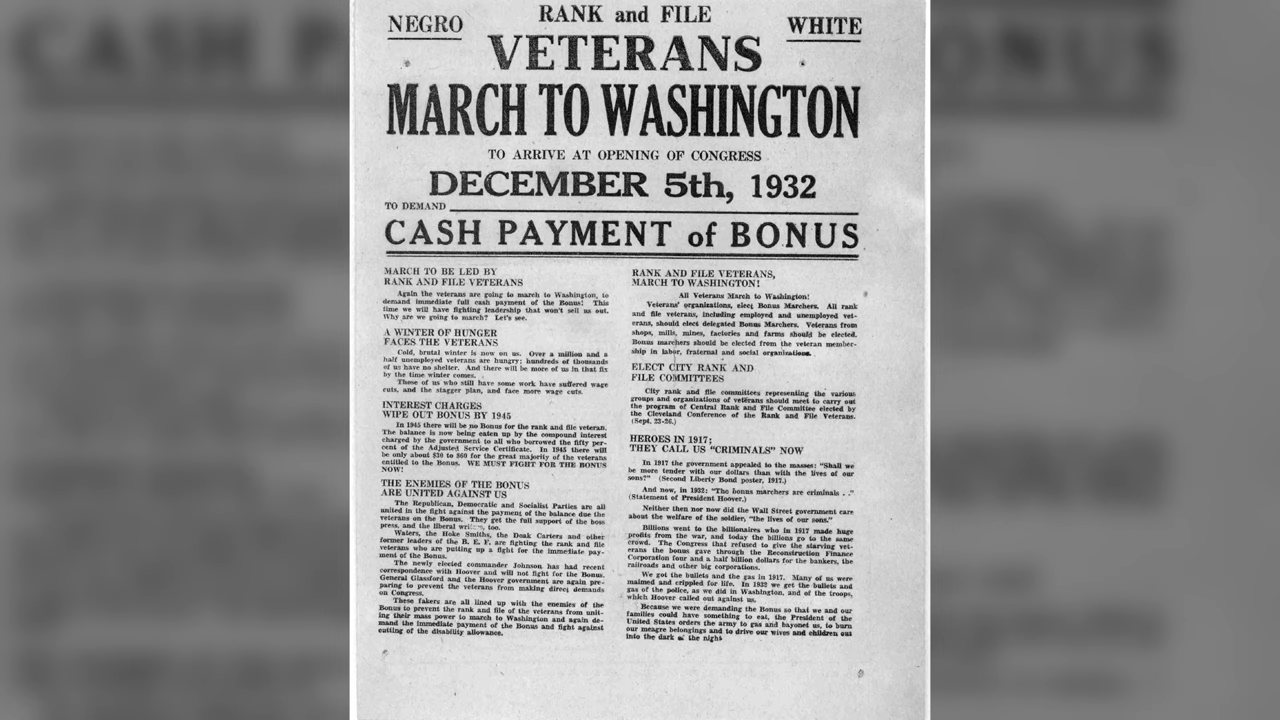 NEGRO
RANK and FILE
WHITE
VETERANS
MARCH TO WASHINGTON
TO ARRIVE AT OPENING OF CONGRESS
DECEMBER 5th, 1932
TO DEMAND
CASH PAYMENT of BONUS
MARCH TO BE LED BY
RANK AND FILE VETERANS
Again the veterans are going to march to Washington, to
demand immediate full cash payment of the Bonus! This
time we will have fighting leadership that won't sell us out.
Why are we going to march? Let's see.
A WINTER OF HUNGER
FACES THE VETERANS
Cold, brutal winter is now on us. Over a million and a
half unemployed veterans are hungry; hundreds of thousands
of us have no shelter. And there will be more of us in that fix
by the time winter comes.
Those of us who still have some work have suffered wage
cuts, and the stagger plan, and face more wage cuts.
INTEREST CHARGES
WIPE OUT BONUS BY 1945
In 1945 there will be no Bonus for the rank and file veteran.
The balance is now being eaten up by the compound interest
charged by the government to all who borrowed the fifty per-
cent of the Adjusted Service Certificate. In 1945 there will
be only about $30 to $60 for the great majority of the veterans
entitled to the Bonus. WE MUST FIGHT FOR THE BONUS
NOW!
THE ENEMIES OF THE BONUS
ARE UNITED AGAINST US
The Republican, Democratic and Socialist Parties are all
united in the fight against the payment of the balance due the
veterans on the Bonus. They get the full support of the boss
press, and the liberal too.
Waters, the Hoke Smiths, the Doak Carters and other
former leaders of the B. E. F. are fighting the rank and file
veterans who are putting up a fight for the immediate pay-
ment of the Bonus.
The newly elected commander Johnson has had recent
correspondence with Hoover and will not fight for the Bonus.
General Glassford and the Hoover government are again pre-
paring to prevent the veterans from making direct demands
on Congress.
These fakers are all lined up with the enemies of the
Bonus to prevent the rank and file of the veterans from unit-
ing their mass power to march to Washington and again de-
mand the immediate payment of the Bonus and fight against
cutting of the disability allowance.
RANK AND FILE VETERANS,
MARCH TO WASHINGTON!
All Veterans March to Washington!
Veterans' organizations, elect Bonus Marchers. All rank
and file veterans, including employed and unemployed vet-
erans, should elect delegated Bonus Marchers. Veterans from
shops, mills, mines, factories and farms should be elected.
Bonus marchers should be elected from the veteran member-
ship in labor, fraternal and social organizations.
ELECT CITY RANK AND
FILE COMMITTEES
City rank and file committees representing the various
groups and organizations of veterans should meet to carry out
the program of Central Rank and File Committee elected by
the Cleveland Conference of the Rank and File Veterans.
(Sept. 23-26.)
HEROES IN 1917;
THEY CALL US "CRIMINALS" NOW
In 1917 the government appealed to the masses: "Shall we
be more tender with our dollars than with the lives of our
sons?" (Second Liberty Bond poster, 1917.)
And now, in 1932: "The bonus marchers are criminals . ."
(Statement of President Hoover.)
Neither then nor now did the Wall Street government care
about the welfare of the soldier, "the lives of our sons."
Billions went to the billionaires who in 1917 made huge
profits from the war, and today the billions go to the same
crowd. The Congress that refused to give the starving vet-
erans the bonus gave through the Reconstruction Finance
Corporation four and a half billion dollars for the bankers, the
railroads and other big corporations.
We got the bullets and the gas in 1917. Many of us were
maimed and crippled for life. In 1932 we get the bullets and
gas of the police, as we did in Washington, and of the troops,
which Hoover called out against us.
Because we were demanding the Bonus so that we and our
families could have something to eat, the President of the
United States orders the army to gas and bayonet us, to burn
our meagre belongings and to drive our wives and children out
into the dark of the night